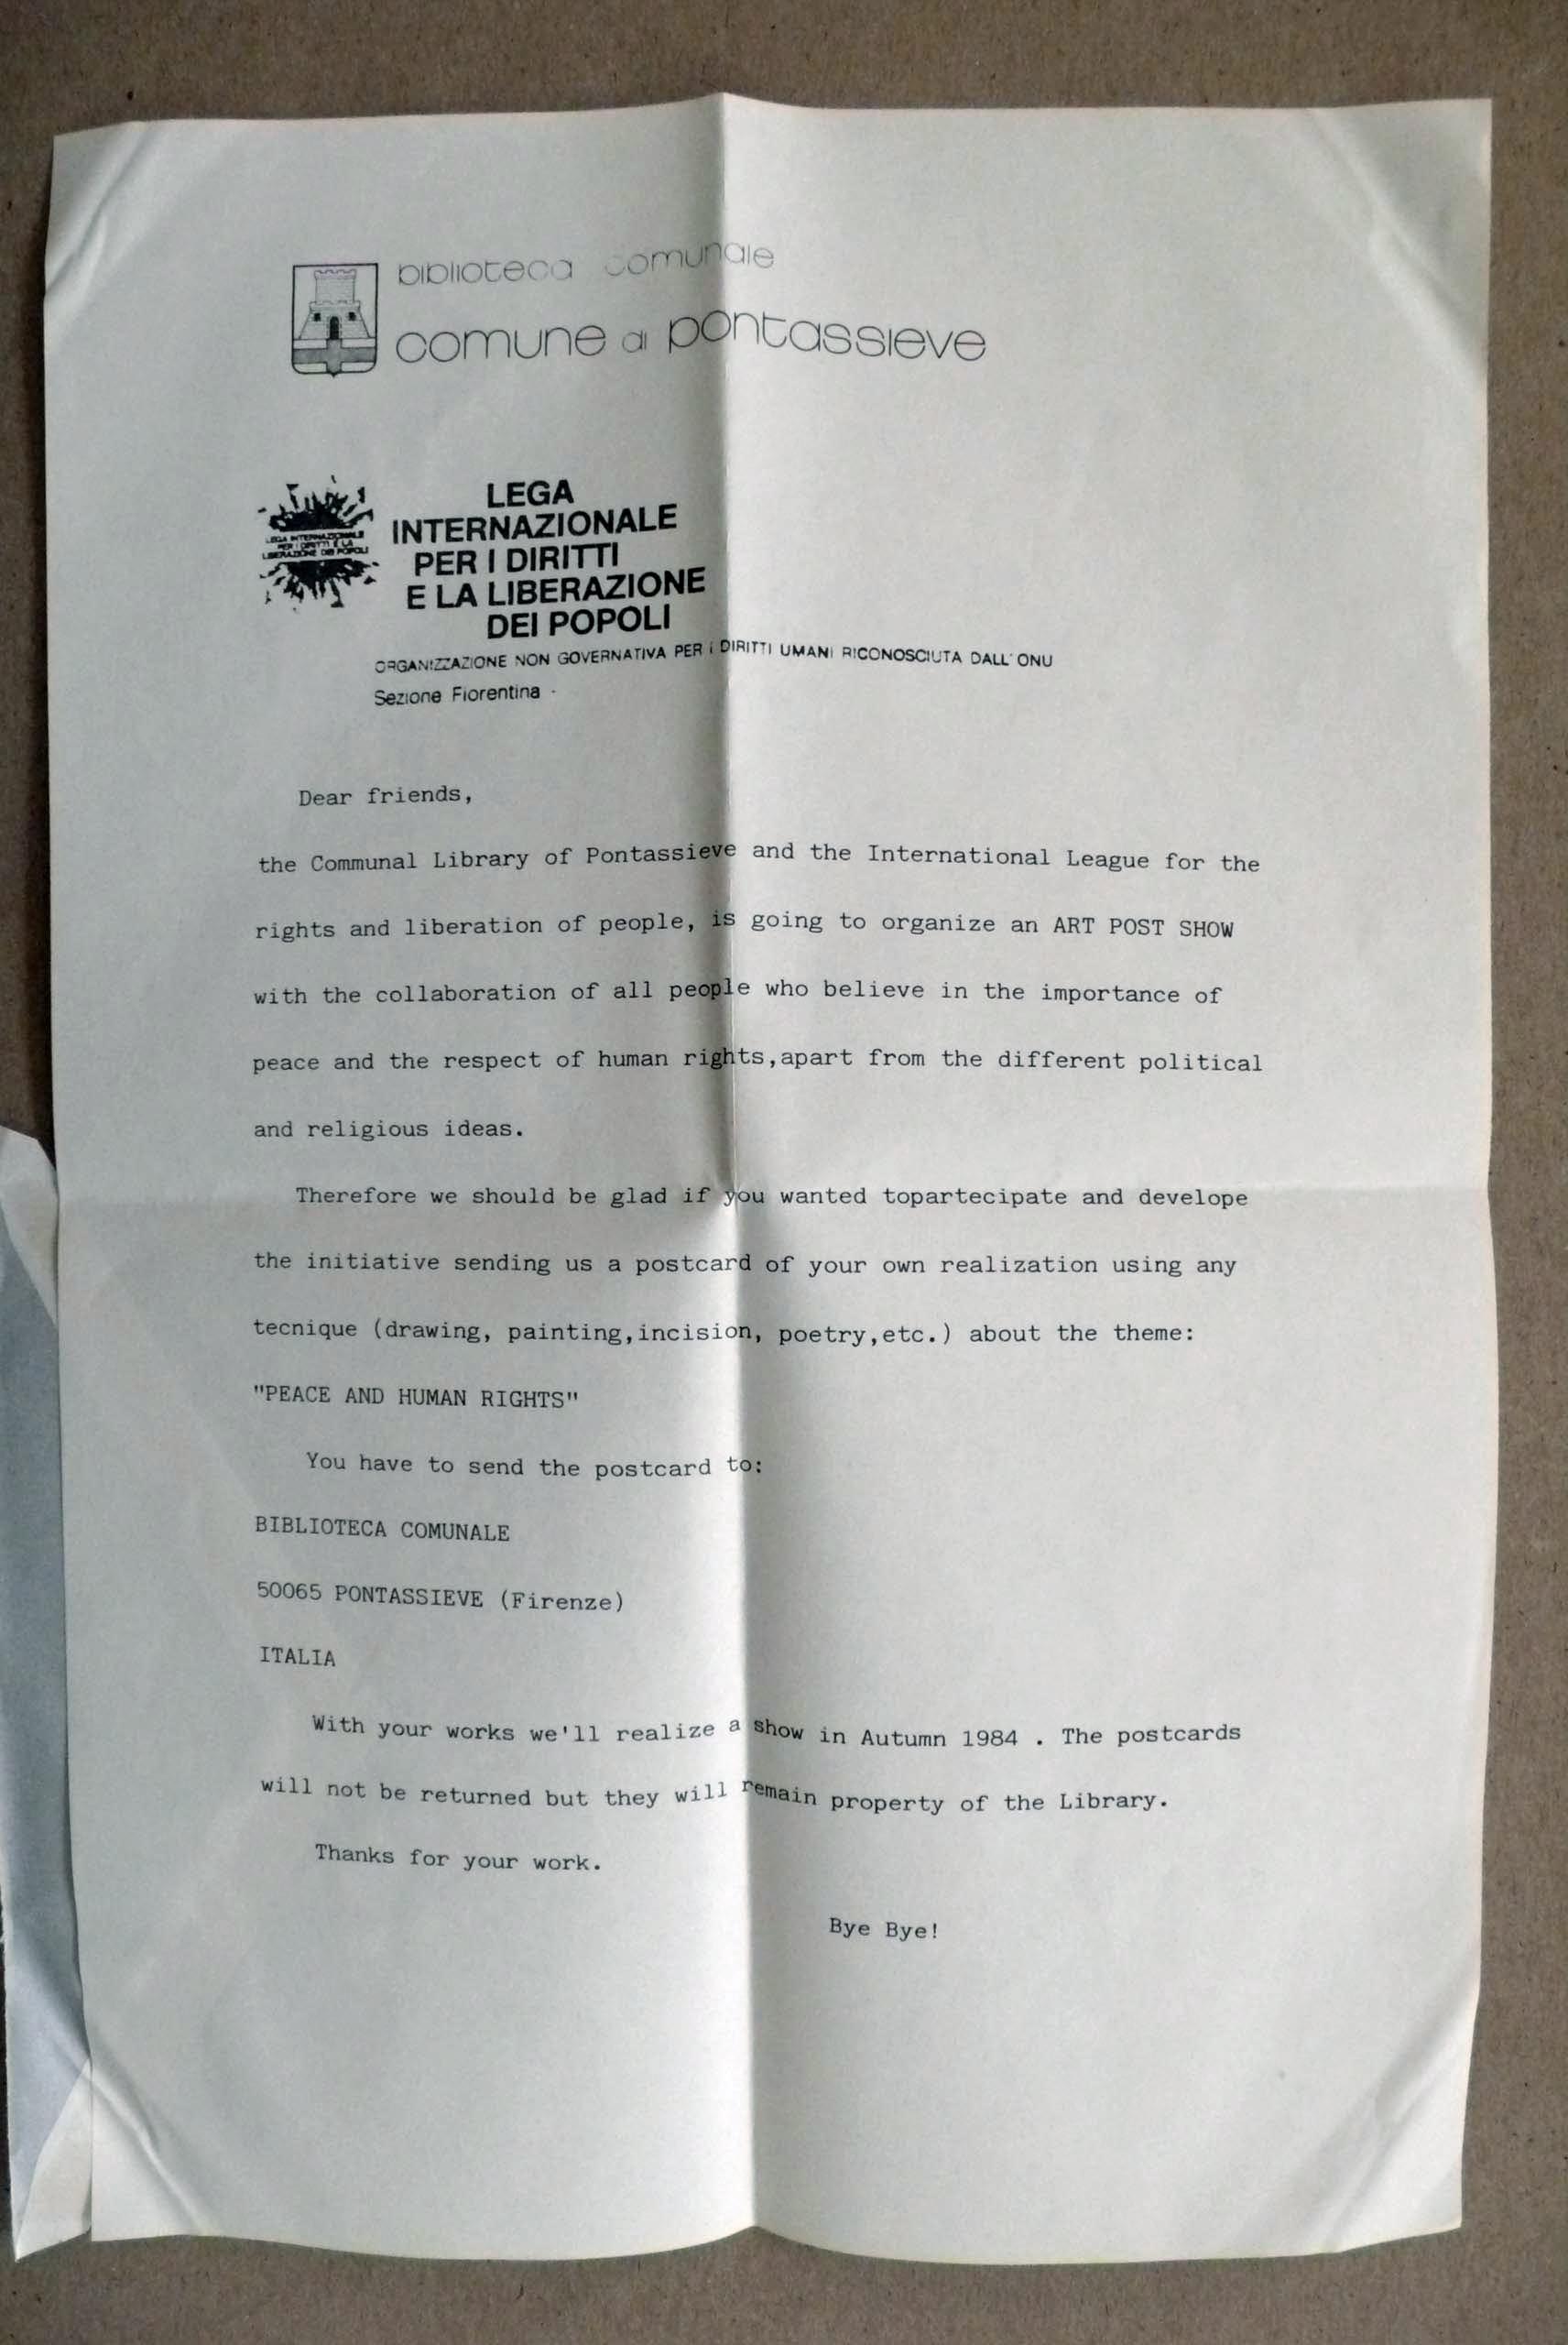 biblioteca comunale
comune di pontassieve
LEGA INTERNAZIONALE
PER I DIRITTI E LA
LIBERAZIONE DEI POPOLI
LEGA
INTERNAZIONALE
PER I DIRITTI
E LA LIBERAZIONE
DEI POPOLI
ORGANIZZAZIONE NON GOVERNATIVA PER I DIRITTI UMANI RICONOSCIUTA DALL'ONU
Sezione Fiorentina -
Dear friends,
the Communal Library of Pontassieve and the International League for the
rights and liberation of people, is going to organize an ART POST SHOW
with the collaboration of all people who believe in the importance of
peace and the respect of human rights,apart from the different political
and religious ideas.
Therefore we should be glad if you wanted topartecipate and develope
the initiative sending us a postcard of your own realization using any
tecnique (drawing, painting,incision, poetry,etc.) about the theme:
"PEACE AND HUMAN RIGHTS"
You have to send the postcard to:
BIBLIOTECA COMUNALE
50065 PONTASSIEVE (Firenze)
ITALIA
With your works we'll realize a show in Autumn 1984 . The postcards
will not be returned but they will remain property of the Library.
Thanks for your work.
Bye Bye!